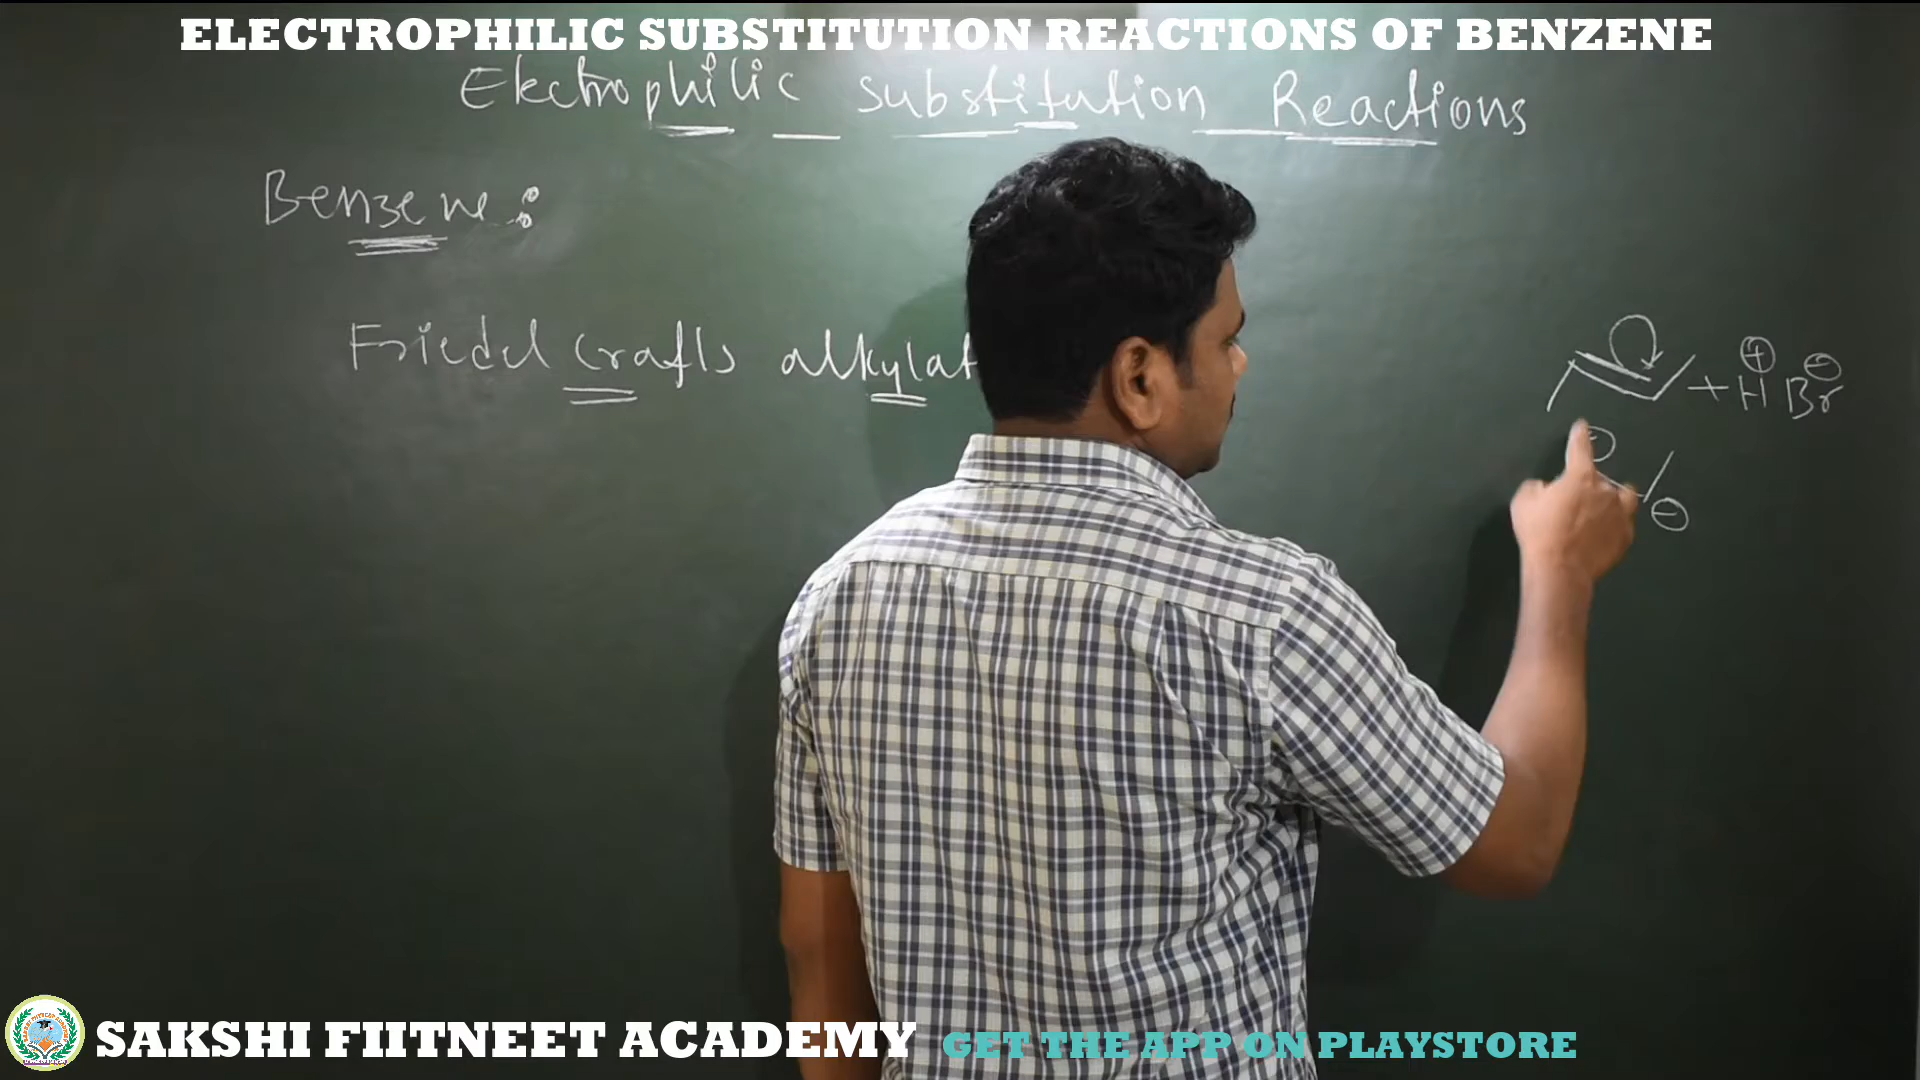 ELECTROPHILIC SUBSTITUTION REACTIONS OF BENZENE
Electrophilic substitution Reactions
Benzene:
Friedel crafts alkylat
+ H⊕ Br⊖
⊖
SAKSHI FIITNEET ACADEMY GET THE APP ON PLAYSTORE